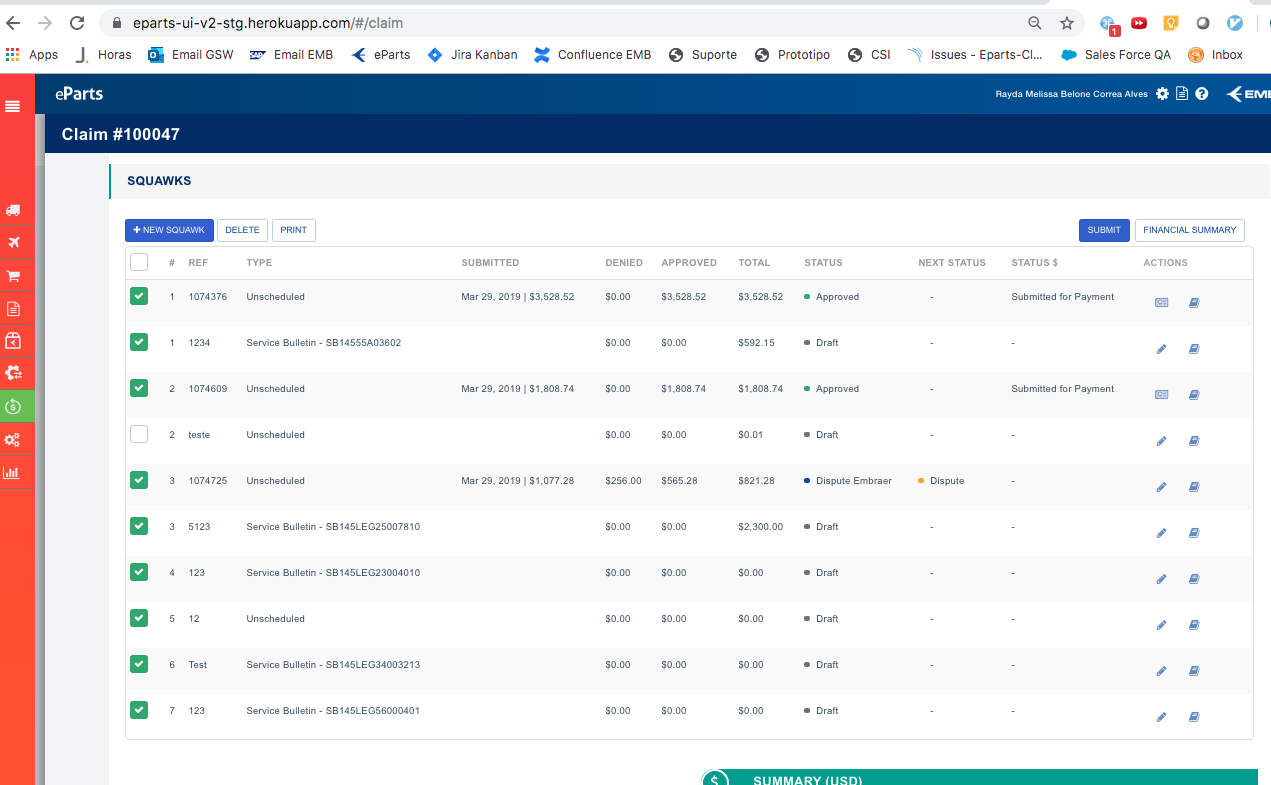 eparts-ui-v2-stg.herokuapp.com/#/claim 1
Apps Horas Email GSW Email EMB eParts Jira Kanban Confluence EMB Suporte Prototipo CSI Issues - Eparts-Cl... Sales Force QA Inbox
eParts Rayda Melissa Belone Correa Alves EMB
Claim #100047
SQUAWKS
+ NEW SQUAWK DELETE PRINT SUBMIT FINANCIAL SUMMARY
# REF TYPE SUBMITTED DENIED APPROVED TOTAL STATUS NEXT STATUS STATUS $ ACTIONS
1 1074376 Unscheduled Mar 29, 2019 | $3,528.52 $0.00 $3,528.52 $3,528.52 Approved - Submitted for Payment
1 1234 Service Bulletin - SB14555A03602 $0.00 $0.00 $592.15 Draft - -
2 1074609 Unscheduled Mar 29, 2019 | $1,808.74 $0.00 $1,808.74 $1,808.74 Approved - Submitted for Payment
2 teste Unscheduled $0.00 $0.00 $0.01 Draft - -
3 1074725 Unscheduled Mar 29, 2019 | $1,077.28 $256.00 $565.28 $821.28 Dispute Embraer Dispute -
3 5123 Service Bulletin - SB145LEG25007810 $0.00 $0.00 $2,300.00 Draft - -
4 123 Service Bulletin - SB145LEG23004010 $0.00 $0.00 $0.00 Draft - -
5 12 Unscheduled $0.00 $0.00 $0.00 Draft - -
6 Test Service Bulletin - SB145LEG34003213 $0.00 $0.00 $0.00 Draft - -
7 123 Service Bulletin - SB145LEG56000401 $0.00 $0.00 $0.00 Draft - -
$ SUMMARY (USD)